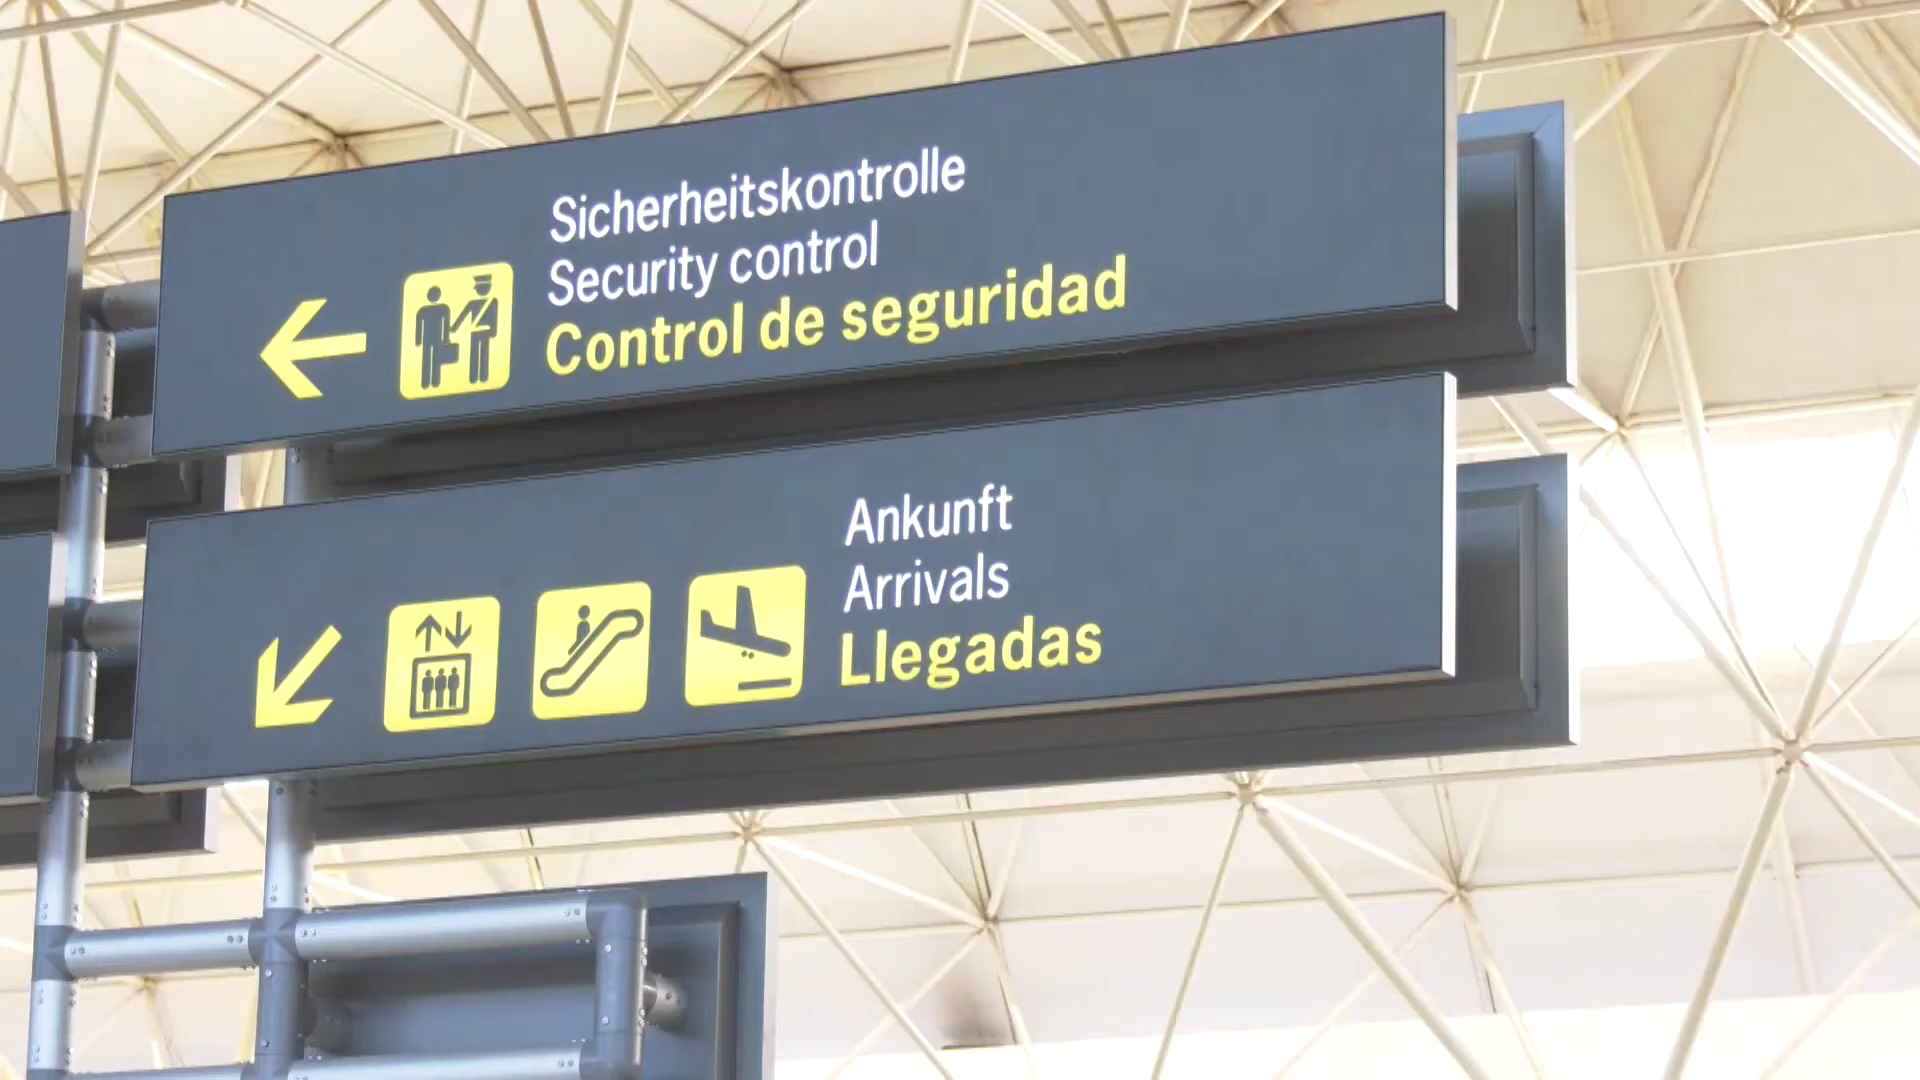 Sicherheitskontrolle
Security control
Control de seguridad
Ankunft
Arrivals
Llegadas